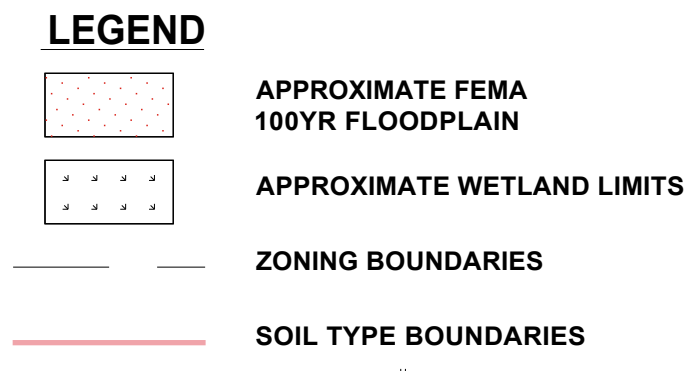 LEGEND
APPROXIMATE FEMA
100YR FLOODPLAIN
APPROXIMATE WETLAND LIMITS
ZONING BOUNDARIES
SOIL TYPE BOUNDARIES